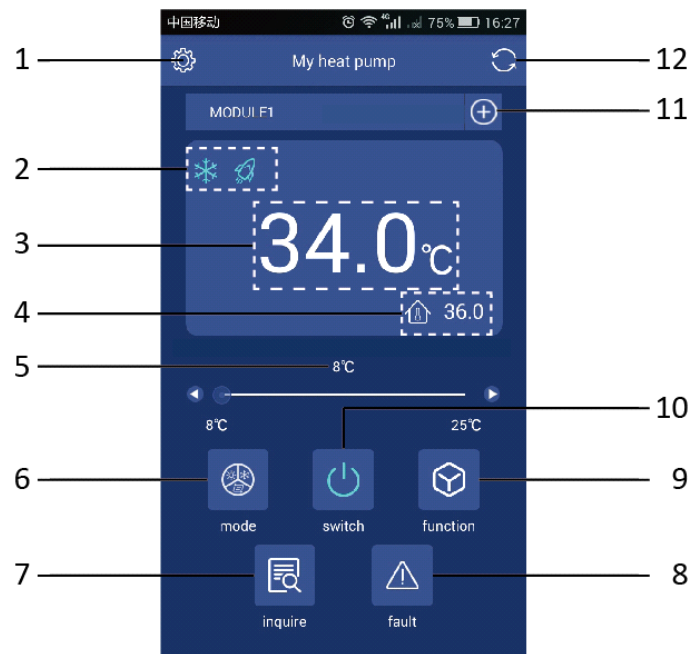 中国移动 4G 75% 16:27
1 My heat pump 12
MODULE1 11
2
3 34.0℃
4 36.0
5 8℃
8℃ 25℃ 10
6 9
mode switch function
7 8
inquire fault